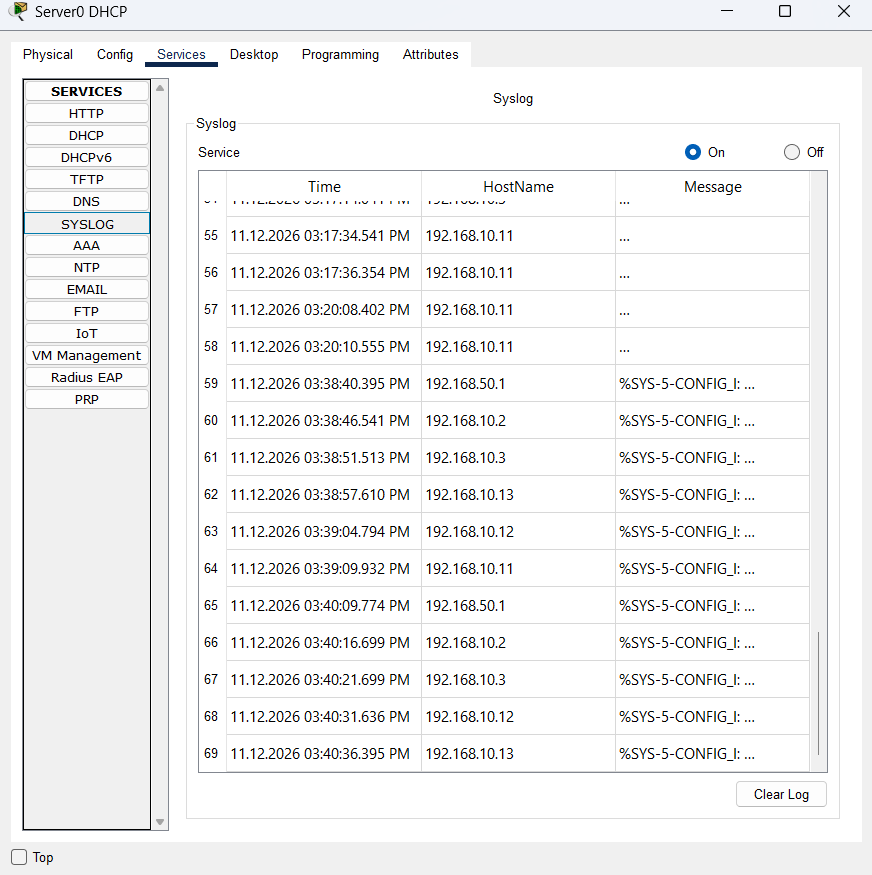 Server0 DHCP
Physical Config Services Desktop Programming Attributes
SERVICES
HTTP
DHCP
DHCPv6
TFTP
DNS
SYSLOG
AAA
NTP
EMAIL
FTP
IoT
VM Management
Radius EAP
PRP
Syslog
Syslog
Service On Off
Time HostName Message
...
55 11.12.2026 03:17:34.541 PM 192.168.10.11 ...
56 11.12.2026 03:17:36.354 PM 192.168.10.11 ...
57 11.12.2026 03:20:08.402 PM 192.168.10.11 ...
58 11.12.2026 03:20:10.555 PM 192.168.10.11 ...
59 11.12.2026 03:38:40.395 PM 192.168.50.1 %SYS-5-CONFIG_I: ...
60 11.12.2026 03:38:46.541 PM 192.168.10.2 %SYS-5-CONFIG_I: ...
61 11.12.2026 03:38:51.513 PM 192.168.10.3 %SYS-5-CONFIG_I: ...
62 11.12.2026 03:38:57.610 PM 192.168.10.13 %SYS-5-CONFIG_I: ...
63 11.12.2026 03:39:04.794 PM 192.168.10.12 %SYS-5-CONFIG_I: ...
64 11.12.2026 03:39:09.932 PM 192.168.10.11 %SYS-5-CONFIG_I: ...
65 11.12.2026 03:40:09.774 PM 192.168.50.1 %SYS-5-CONFIG_I: ...
66 11.12.2026 03:40:16.699 PM 192.168.10.2 %SYS-5-CONFIG_I: ...
67 11.12.2026 03:40:21.699 PM 192.168.10.3 %SYS-5-CONFIG_I: ...
68 11.12.2026 03:40:31.636 PM 192.168.10.12 %SYS-5-CONFIG_I: ...
69 11.12.2026 03:40:36.395 PM 192.168.10.13 %SYS-5-CONFIG_I: ...
Clear Log
Top